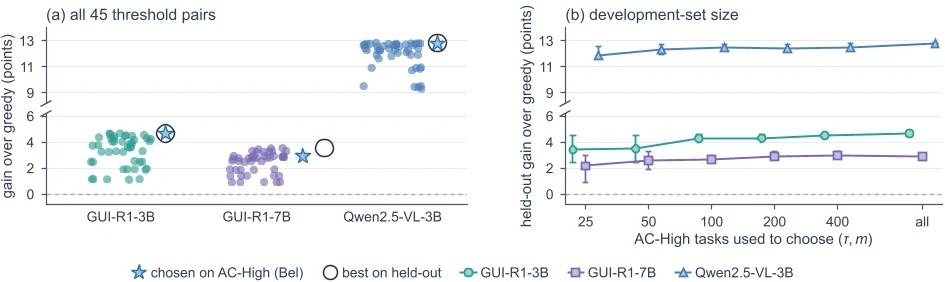 (a) all 45 threshold pairs
gain over greedy (points)
13
11
9
6
4
2
0
GUI-R1-3B
GUI-R1-7B
Qwen2.5-VL-3B
(b) development-set size
held-out gain over greedy (points)
13
11
9
6
4
2
0
25
50
100
200
400
all
AC-High tasks used to choose (τ, m)
chosen on AC-High (Bel)
best on held-out
GUI-R1-3B
GUI-R1-7B
Qwen2.5-VL-3B